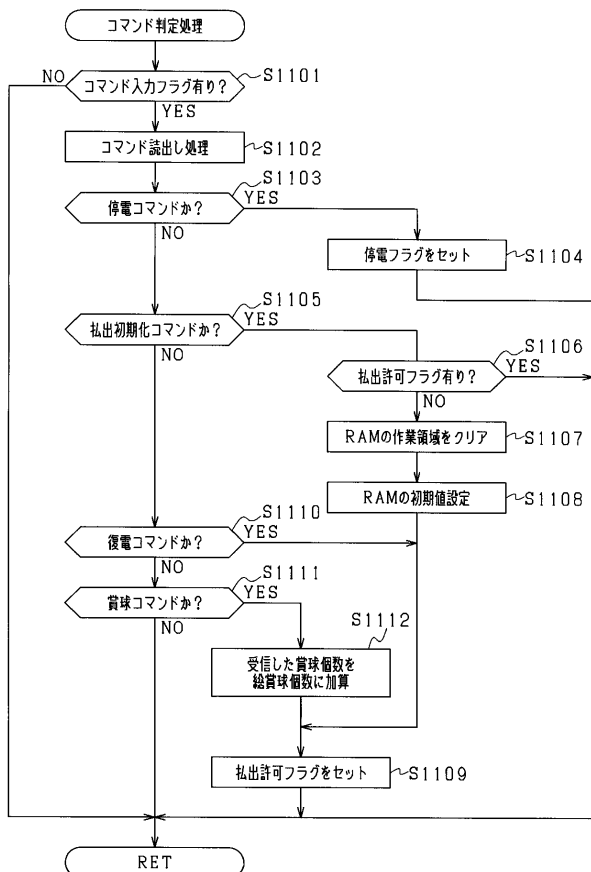 コマンド判定処理
NO
コマンド入力フラグ有り?
S1101
YES
コマンド読出し処理
S1102
S1103
停電コマンドか?
YES
NO
停電フラグをセット
S1104
S1105
払出初期化コマンドか?
YES
NO
S1106
払出許可フラグ有り?
YES
NO
RAMの作業領域をクリア
S1107
RAMの初期値設定
S1108
S1110
復電コマンドか?
YES
NO
S1111
賞球コマンドか?
YES
NO
S1112
受信した賞球個数を
総賞球個数に加算
払出許可フラグをセット
S1109
RET